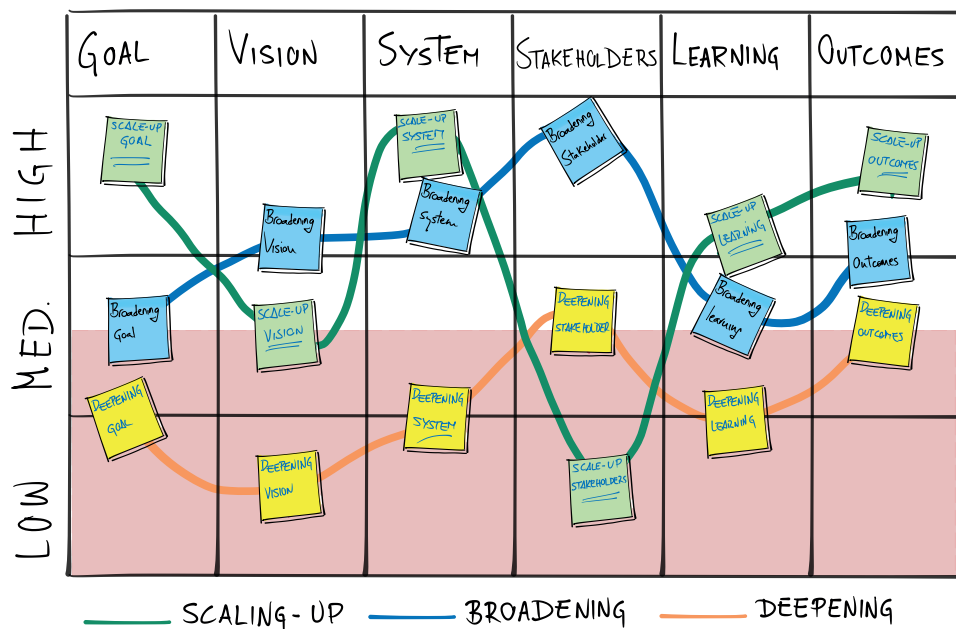 GOAL
VISION
SYSTEM
STAKEHOLDERS
LEARNING
OUTCOMES
HIGH
MED.
LOW
SCALE-UP
GOAL
Broadening
Goal
DEEPENING
GOAL
Broadening
Vision
SCALE-UP
VISION
DEEPENING
VISION
SCALE-UP
SYSTEM
Broadening
System
DEEPENING
SYSTEM
Broadening
Stakeholder
DEEPENING
STAKEHOLDER
SCALE-UP
STAKEHOLDERS
SCALE-UP
LEARNING
Broadening
learning
DEEPENING
LEARNING
SCALE-UP
OUTCOMES
Broadening
Outcomes
DEEPENING
OUTCOMES
SCALING-UP
BROADENING
DEEPENING